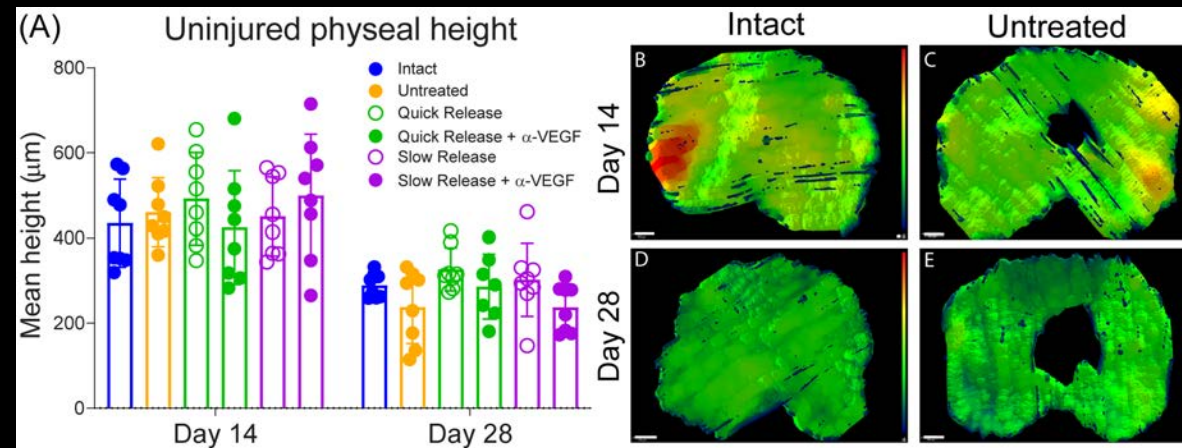 (A)
Uninjured physeal height
Mean height (μm)
800
600
400
200
0
Intact
Untreated
Quick Release
Quick Release + α-VEGF
Slow Release
Slow Release + α-VEGF
Day 14
Day 28
Intact
Untreated
Day 14
B
C
Day 28
D
E